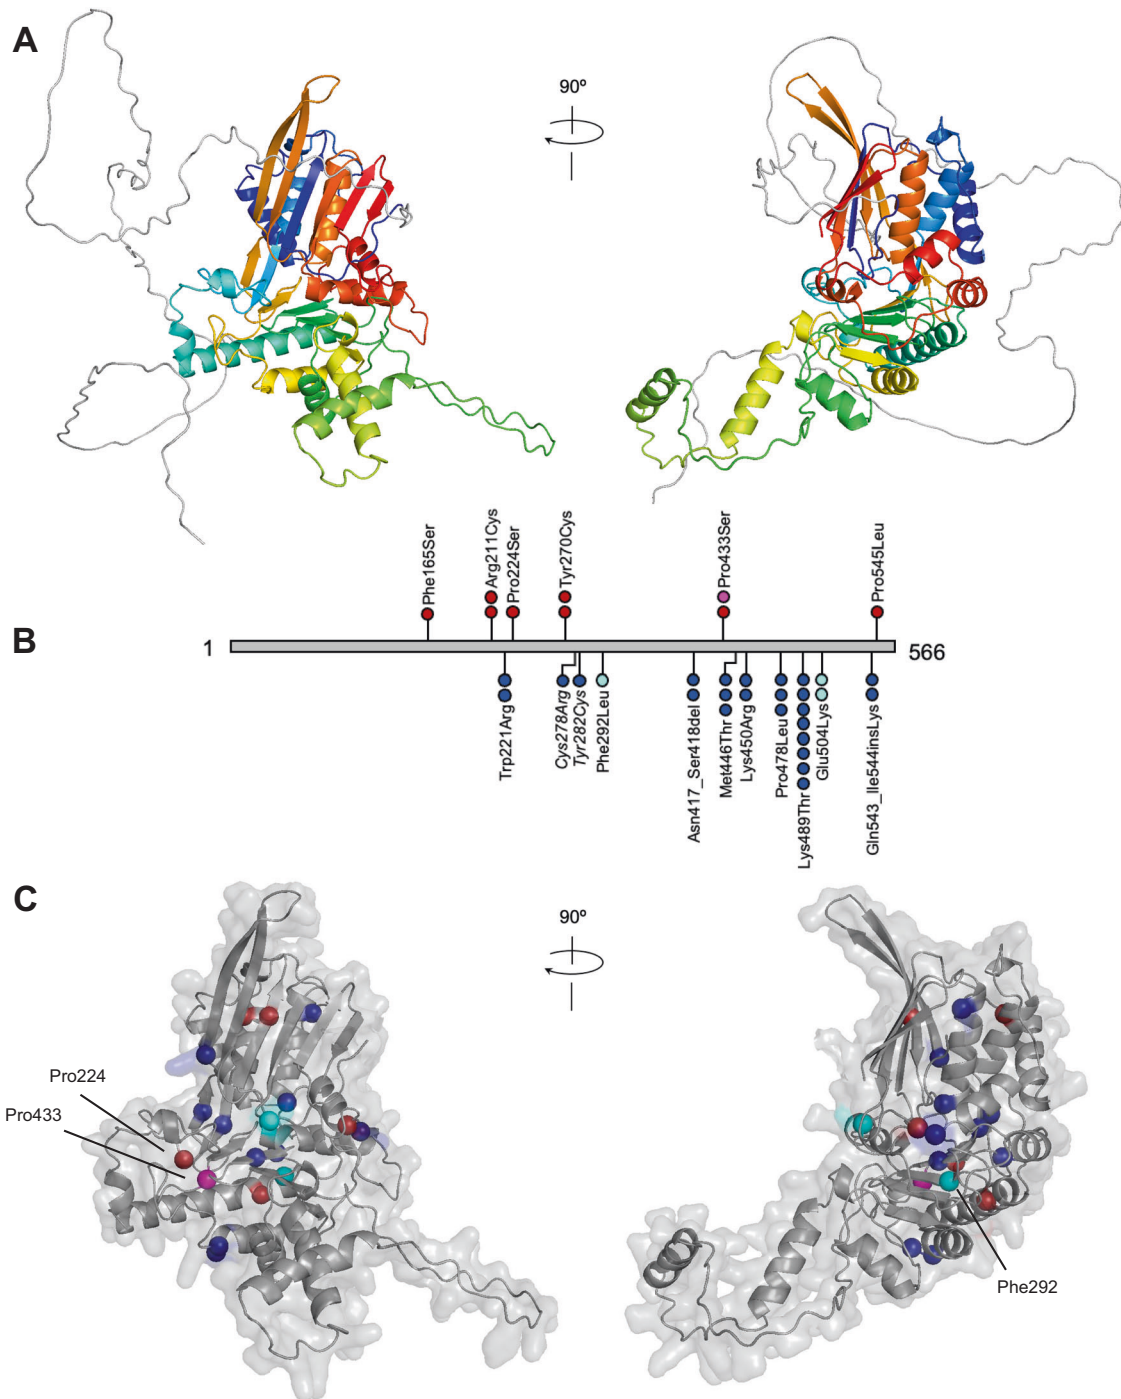 A
90º
B
Phe165Ser
Arg211Cys
Pro224Ser
Tyr270Cys
Pro433Ser
Pro545Leu
1
566
Trp221Arg
Cys278Arg
Tyr282Cys
Phe292Leu
Asn417_Ser418del
Met446Thr
Lys450Arg
Pro478Leu
Lys489Thr
Glu504Lys
Gln543_Ile544insLys
C
90º
Pro224
Pro433
Phe292